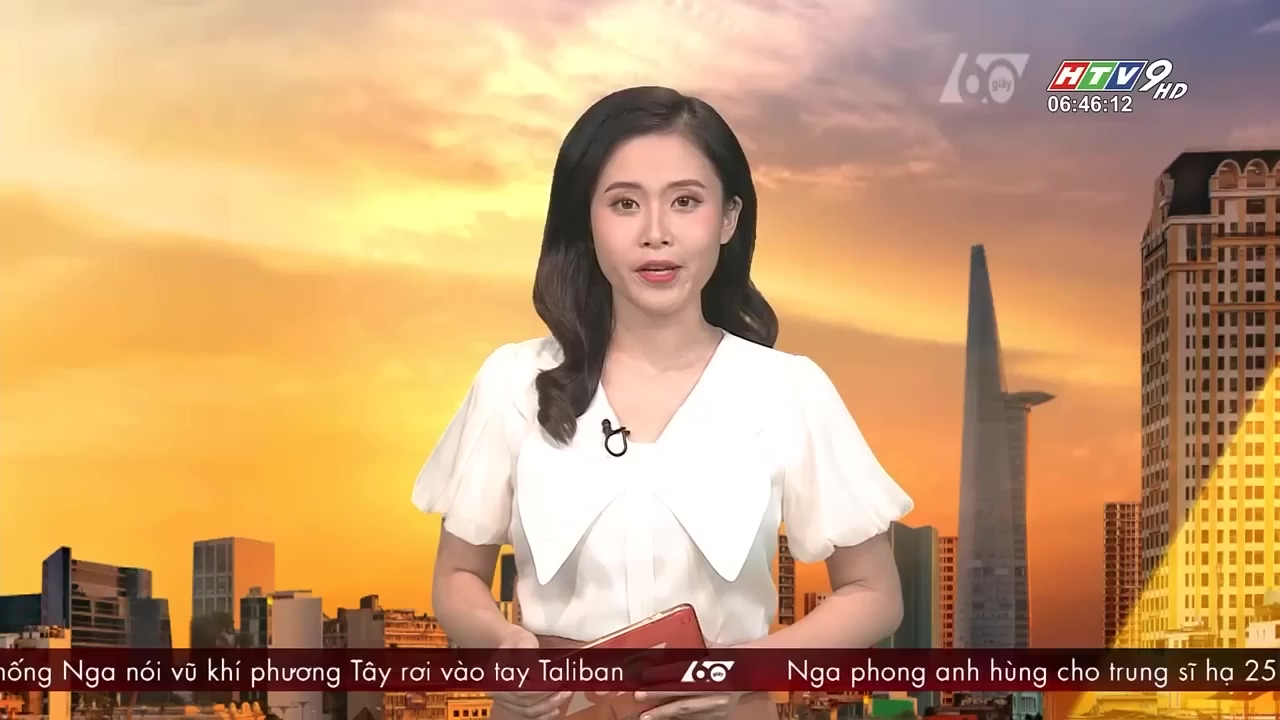 60 giây
HTV9 HD
06:46:12
hống Nga nói vũ khí phương Tây rơi vào tay Taliban 60 giây Nga phong anh hùng cho trung sĩ hạ 25